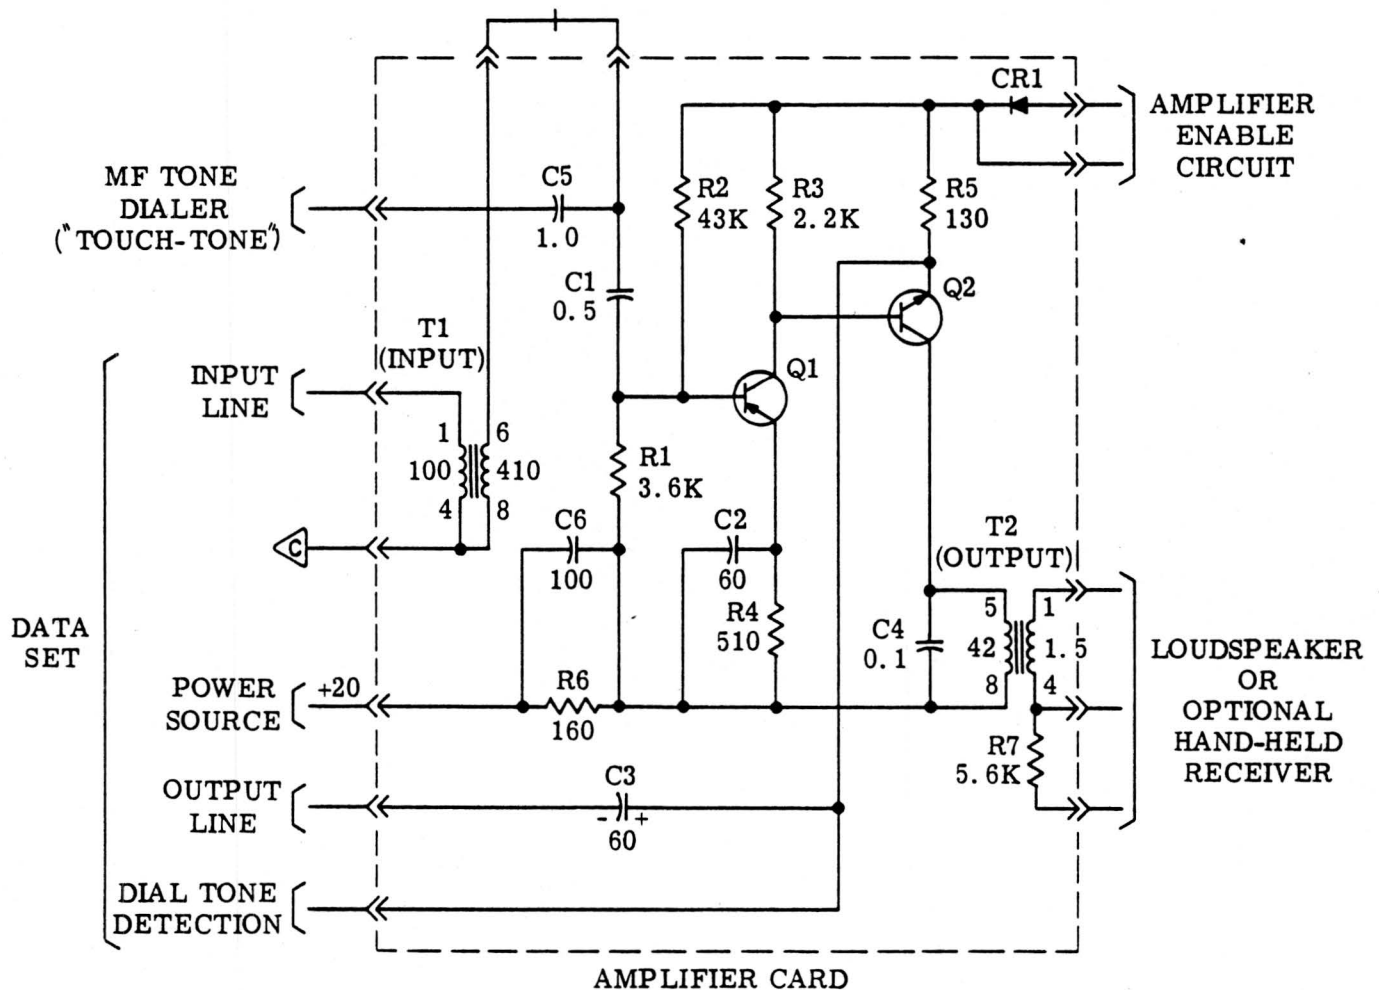 CR1
AMPLIFIER
ENABLE
CIRCUIT
MF TONE
DIALER
("TOUCH-TONE")
C5
1.0
R2
43K
R3
2.2K
R5
130
C1
0.5
Q2
T1
(INPUT)
INPUT
LINE
Q1
1
6
100
410
4
8
R1
3.6K
C
C6
100
C2
60
T2
(OUTPUT)
R4
510
C4
0.1
5
1
42
1.5
8
4
DATA
SET
LOUDSPEAKER
OR
OPTIONAL
HAND-HELD
RECEIVER
POWER
SOURCE
+20
R6
160
R7
5.6K
OUTPUT
LINE
C3
- +
60
DIAL TONE
DETECTION
AMPLIFIER CARD